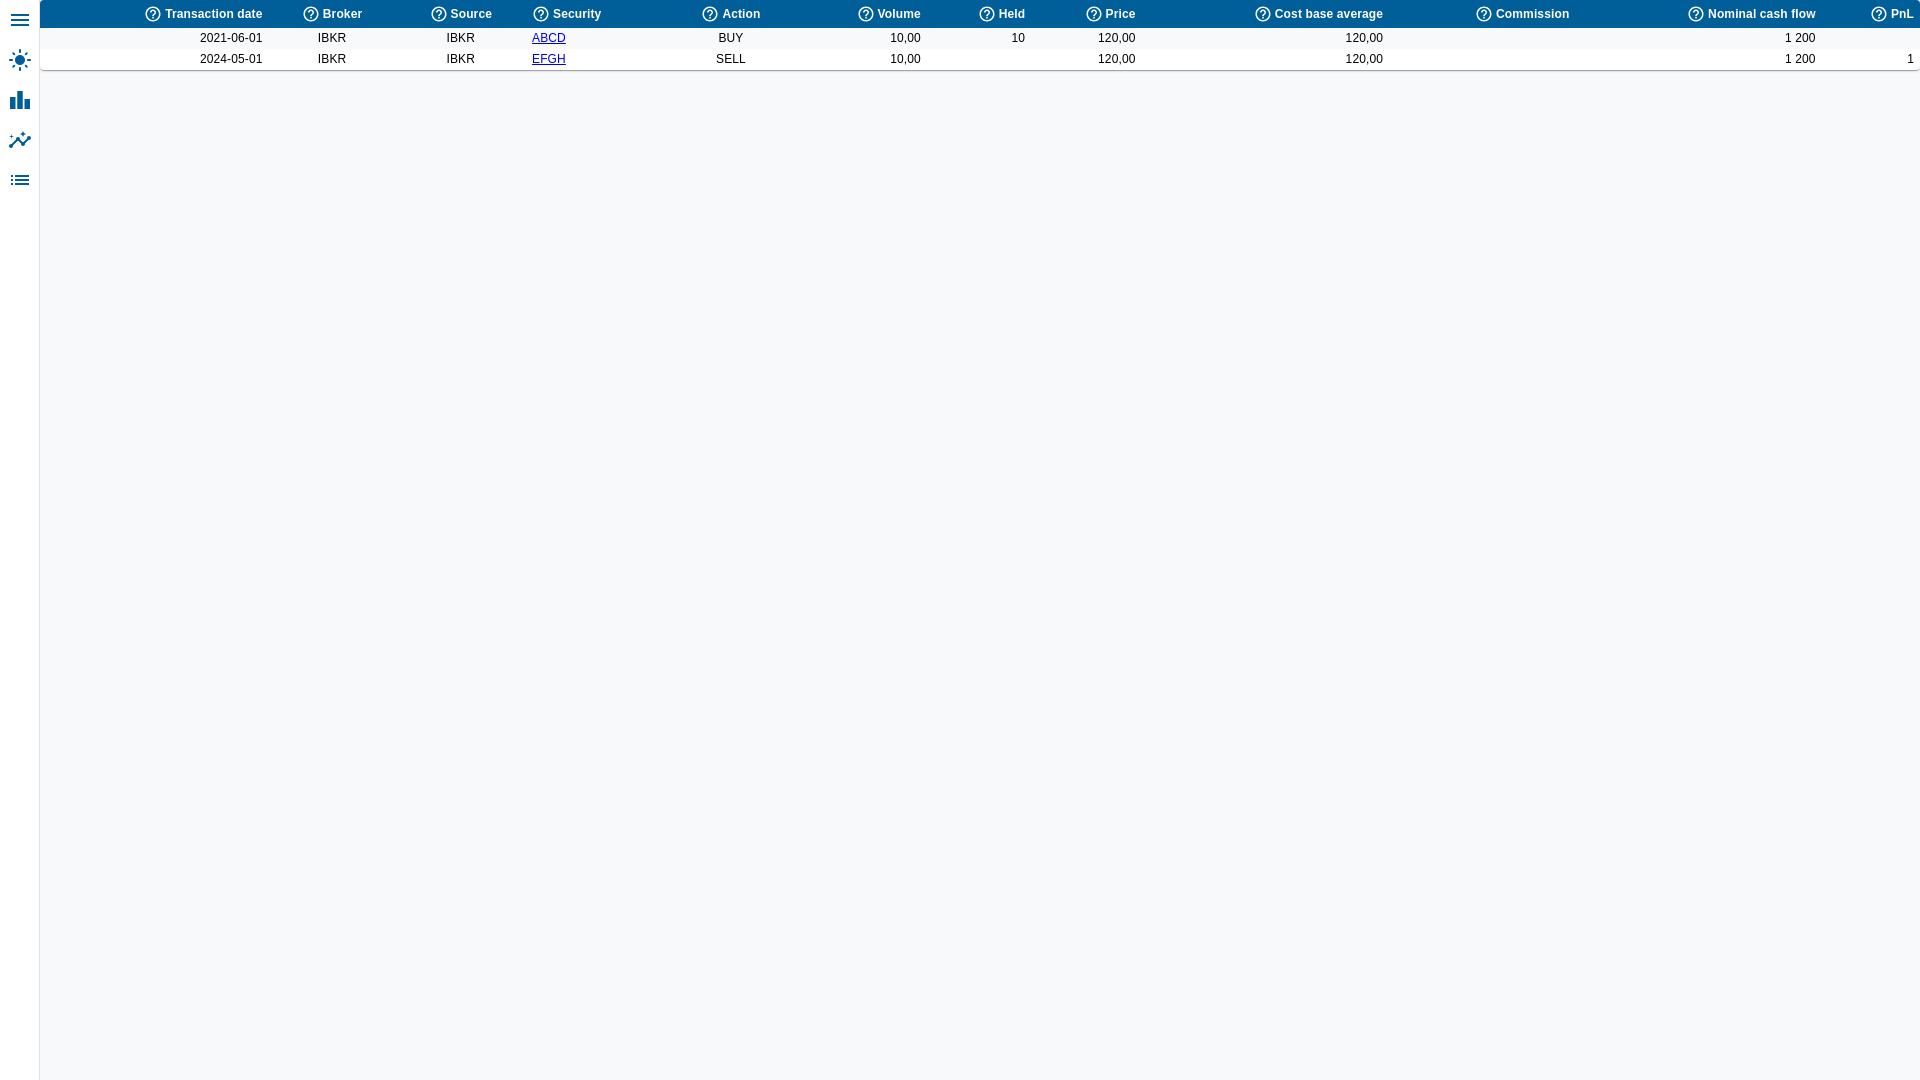 Transaction date Broker Source Security Action Volume Held Price Cost base average Commission Nominal cash flow PnL
2021-06-01 IBKR IBKR ABCD BUY 10,00 10 120,00 120,00 1 200
2024-05-01 IBKR IBKR EFGH SELL 10,00 120,00 120,00 1 200 1